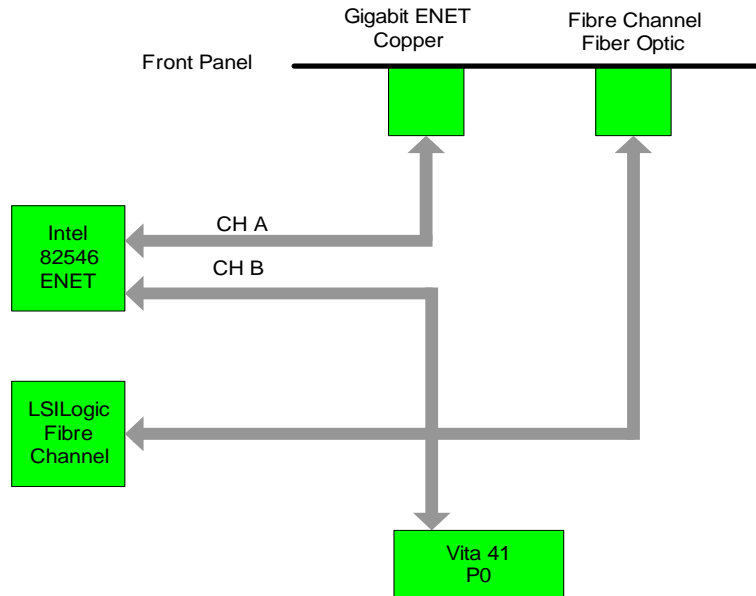 Gigabit ENET
Copper
Fibre Channel
Fiber Optic
Front Panel
CH A
Intel
82546
ENET
CH B
LSILogic
Fibre
Channel
Vita 41
P0